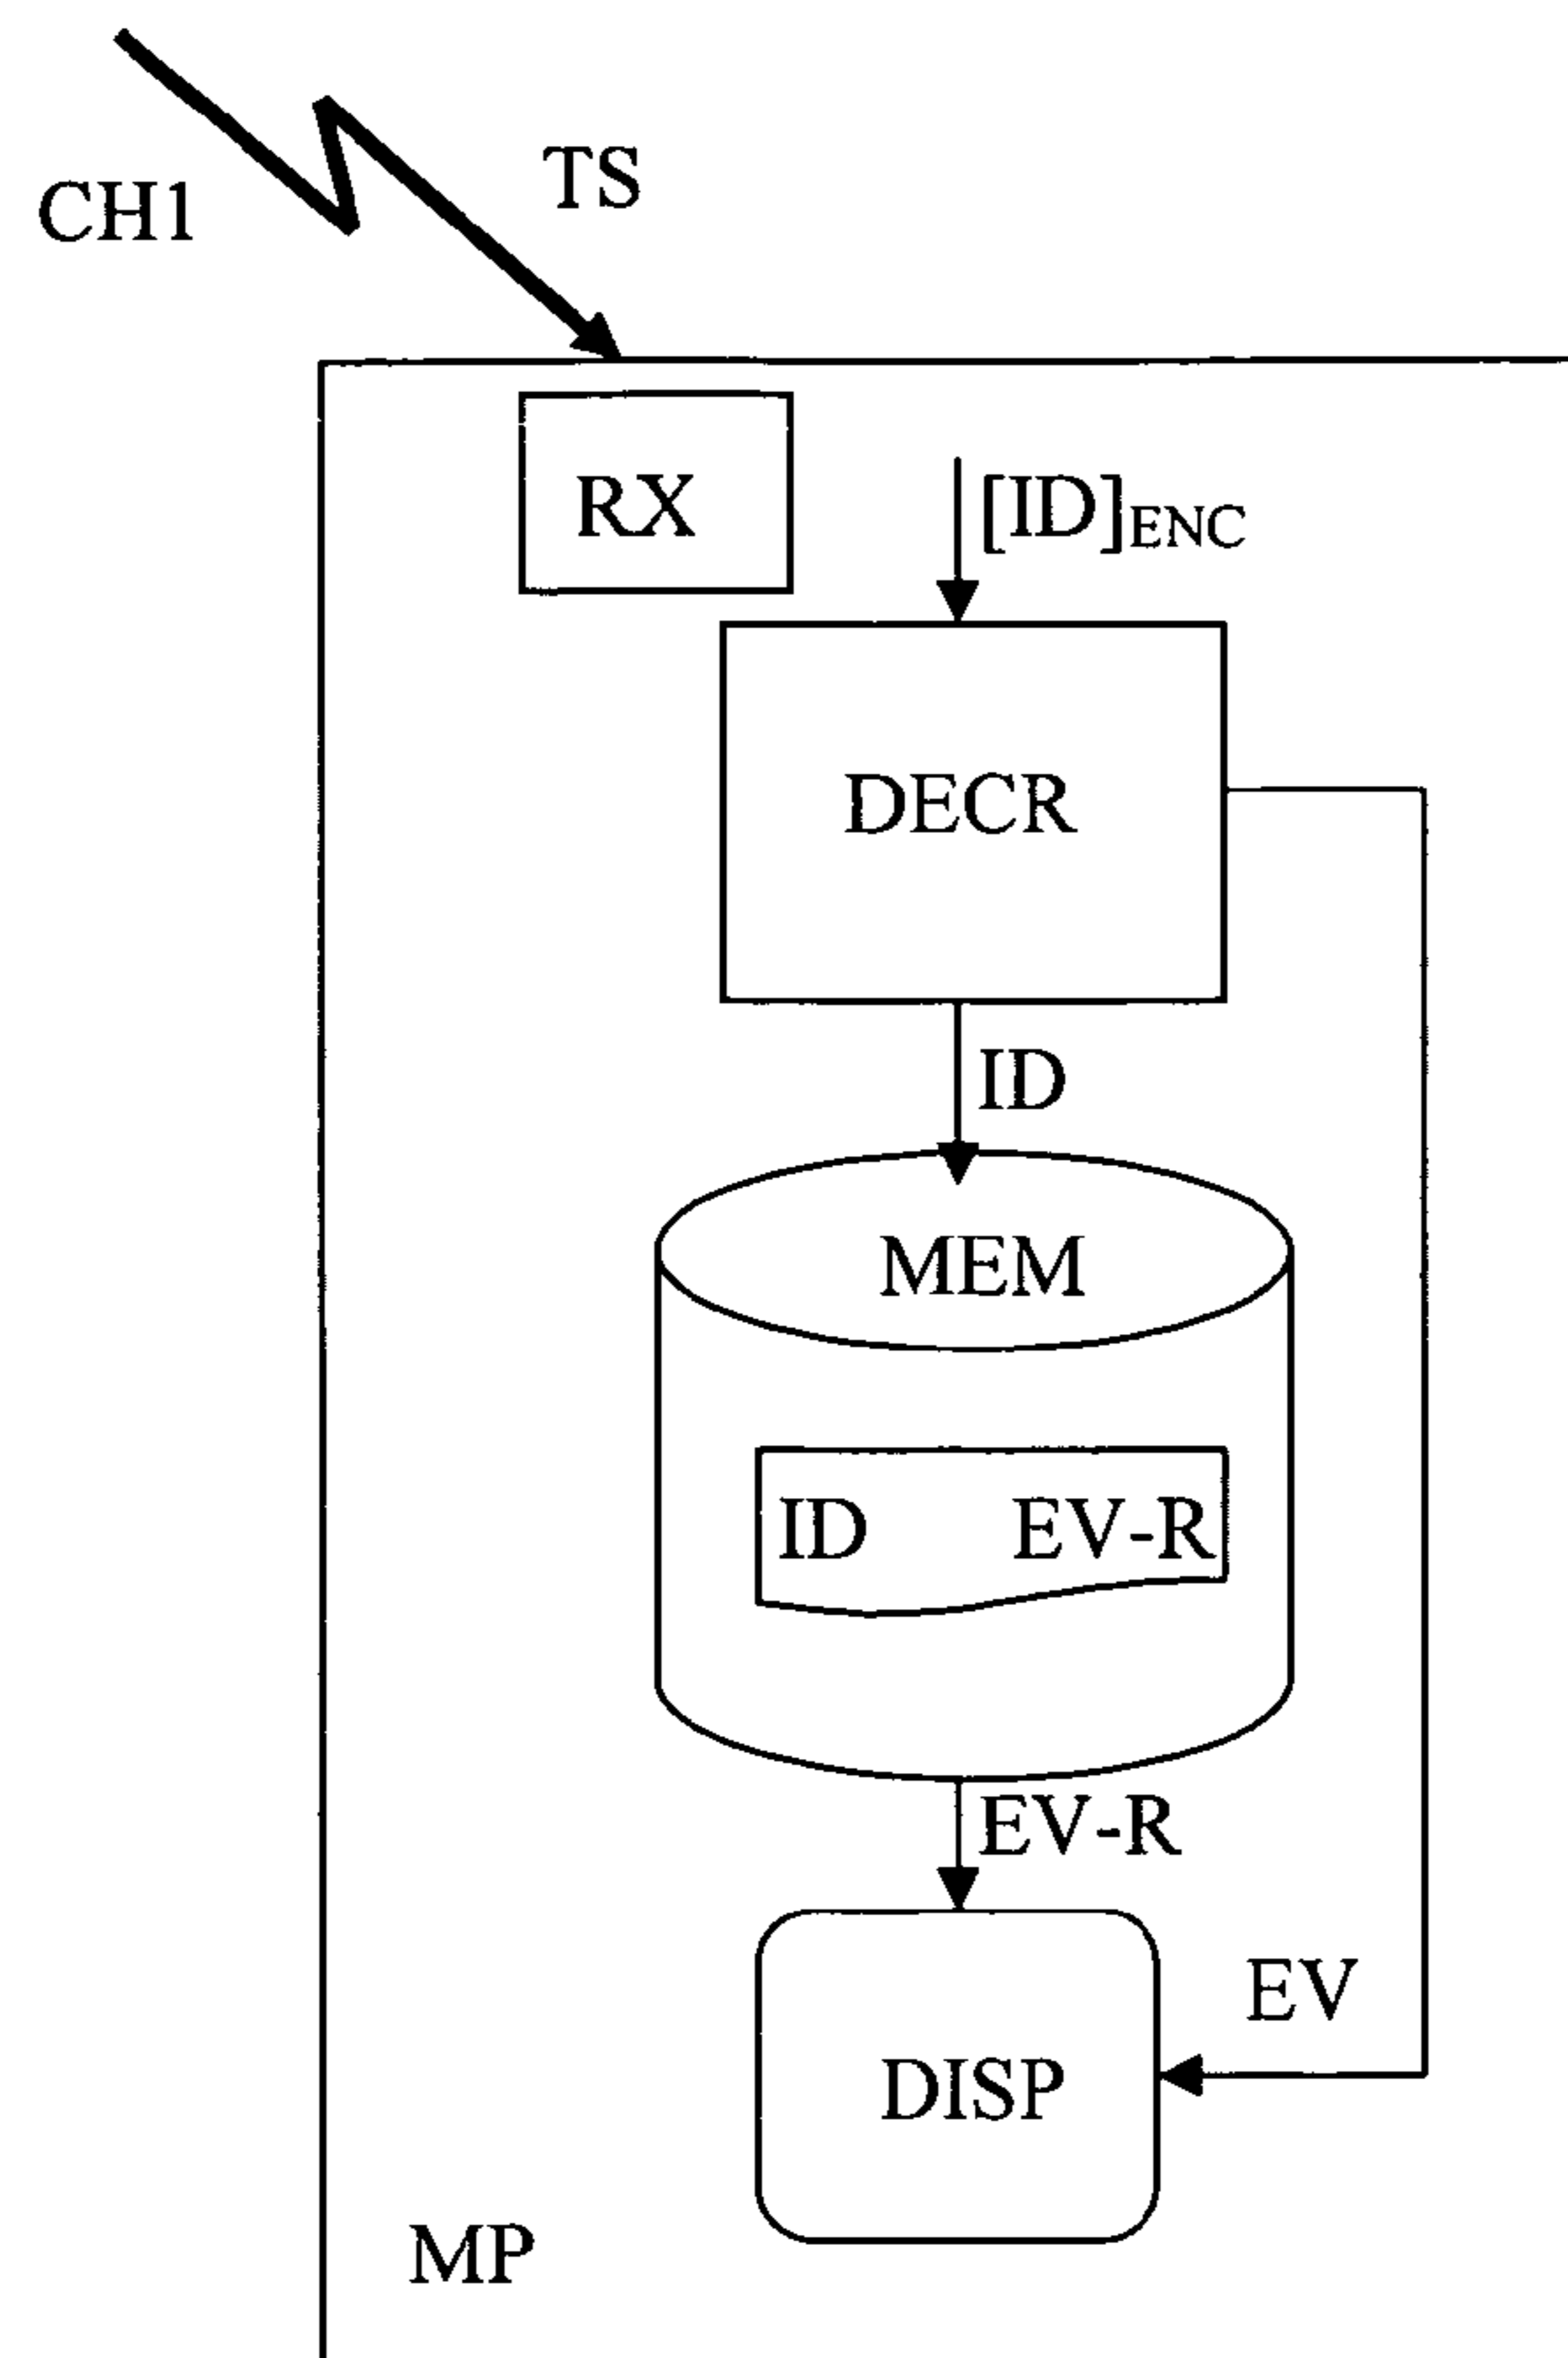 TS
CH1
RX
[ID]ENC
DECR
ID
MEM
ID EV-R
EV-R
EV
DISP
MP